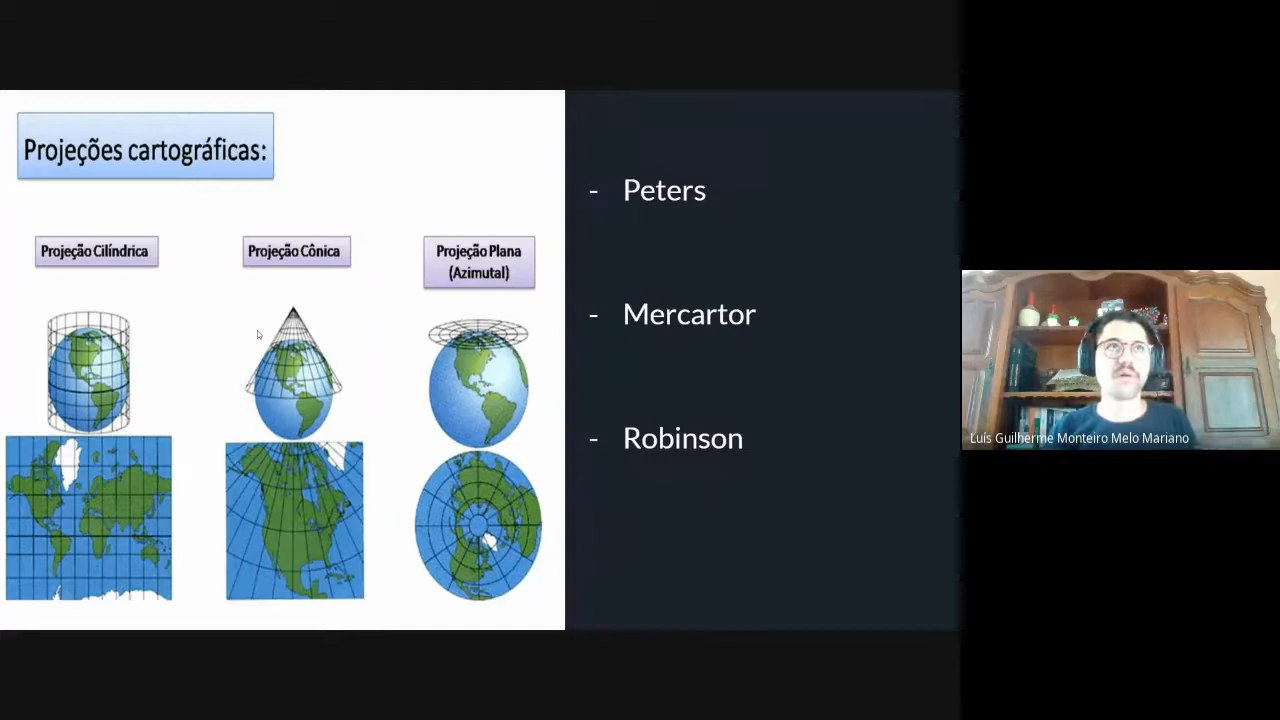 Projeções cartográficas:
Projeção Cilíndrica
Projeção Cônica
Projeção Plana
(Azimutal)
- Peters
- Mercartor
- Robinson
Luís Guilherme Monteiro Melo Mariano